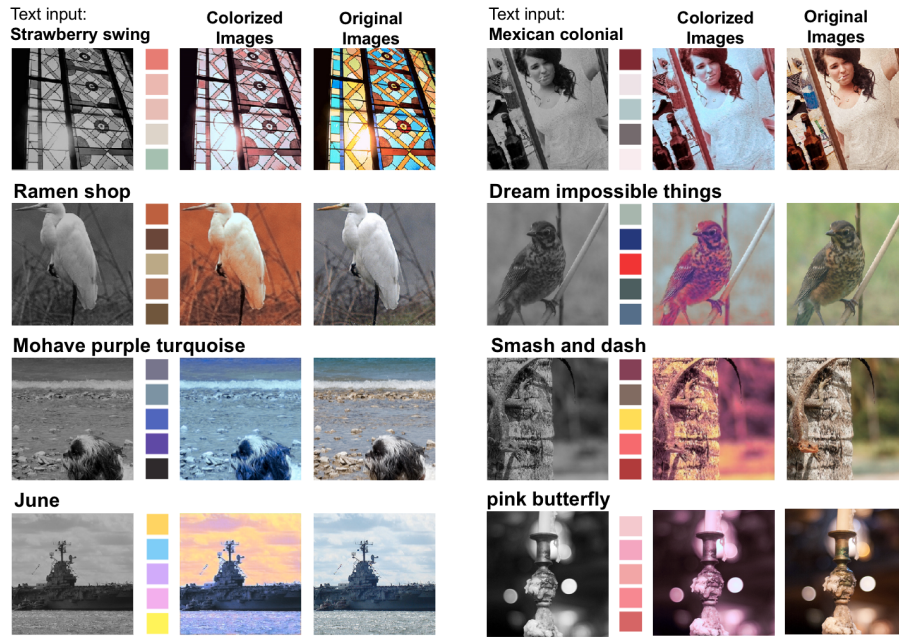 Text input:
Strawberry swing
Colorized
Images
Original
Images
Ramen shop
Mohave purple turquoise
June
Text input:
Mexican colonial
Colorized
Images
Original
Images
Dream impossible things
Smash and dash
pink butterfly